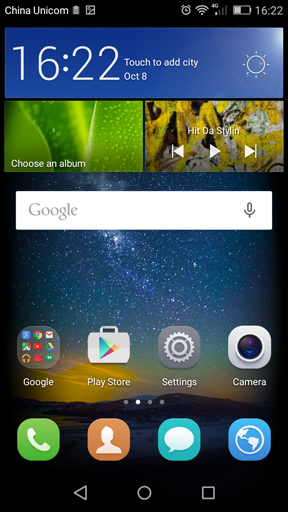 China Unicom 4G 16:22
16:22 Touch to add city
Oct 8
Choose an album
Hit Da Stylin
Google
Google Play Store Settings Camera